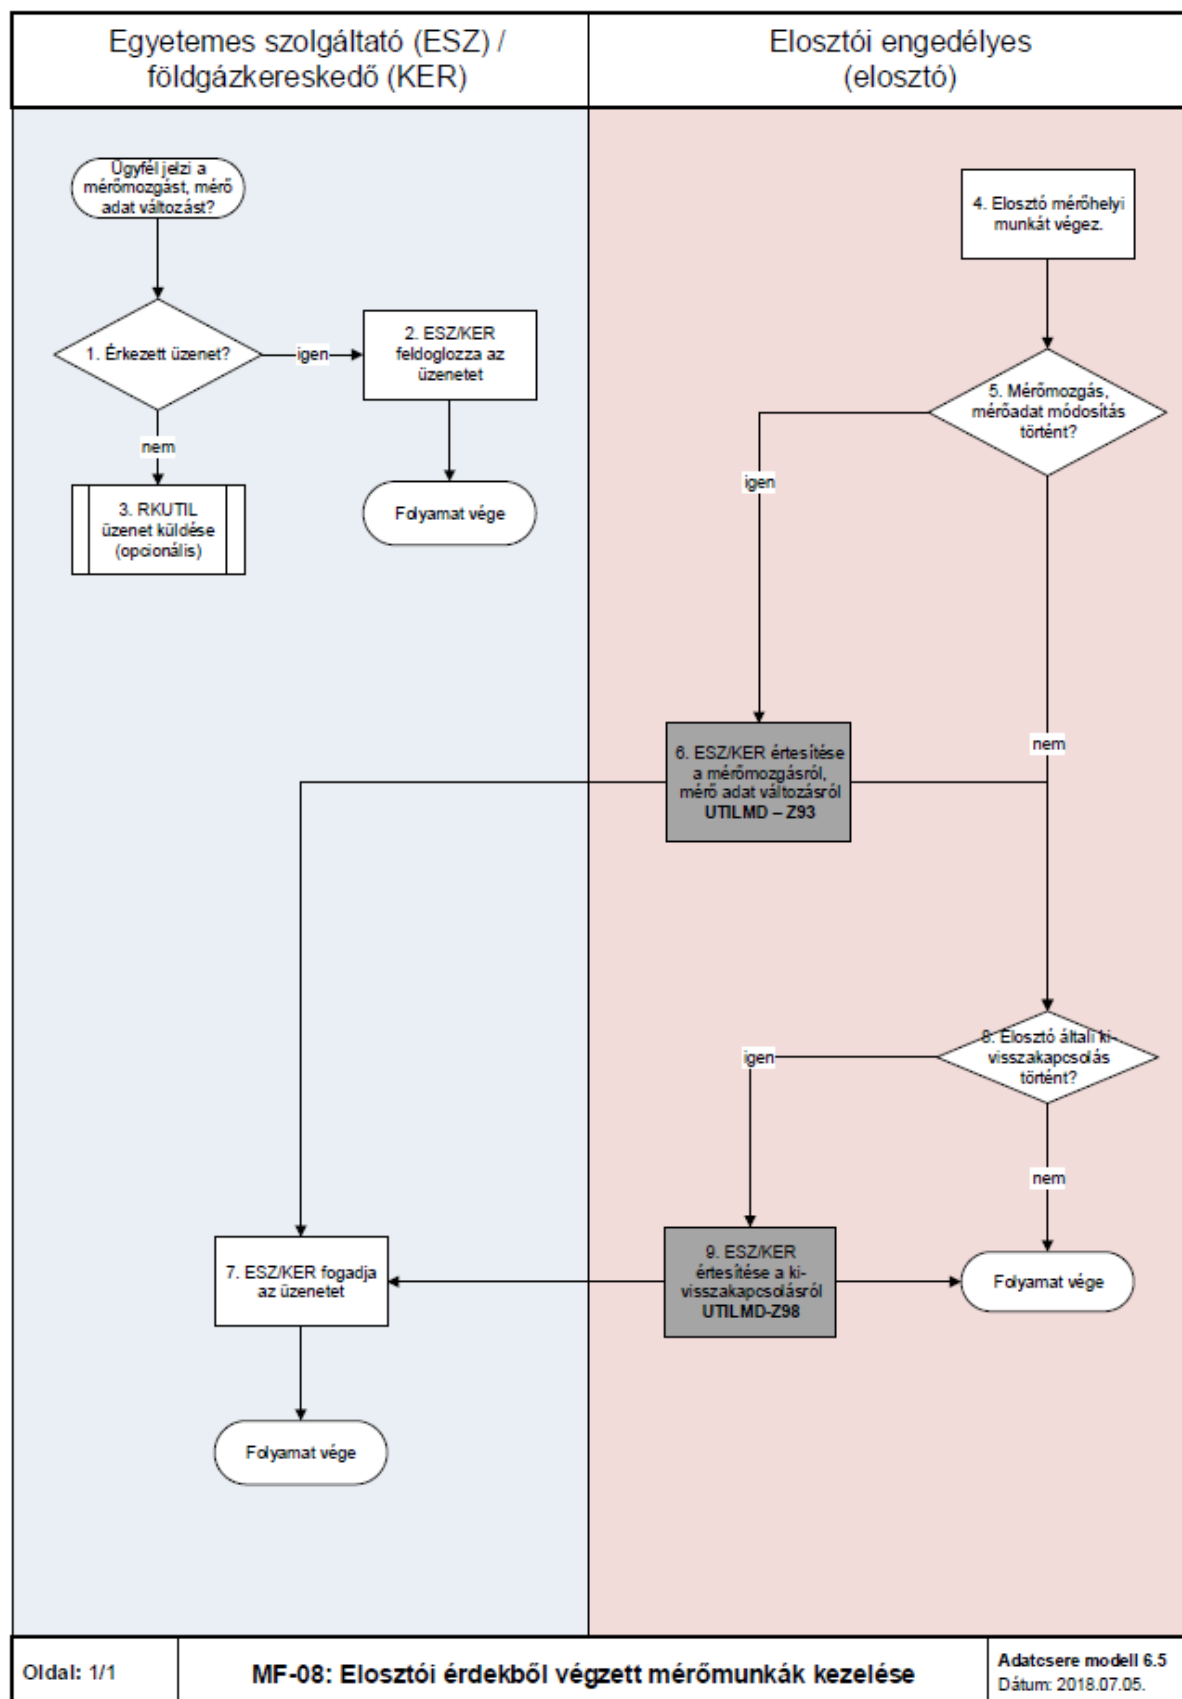 Egyetemes szolgáltató (ESZ) /
földgázkereskedő (KER)
Elosztói engedélyes
(elosztó)
Ügyfél jelzi a
mérőmozgást, mérő
adat változást?
1. Érkezett üzenet?
igen
2. ESZ/KER
feldoglozza az
üzenetet
nem
3. RKUTIL
üzenet küldése
(opcionális)
Folyamat vége
4. Elosztó mérőhelyi
munkát végez.
5. Mérőmozgás,
mérőadat módosítás
történt?
igen
nem
6. ESZ/KER értesítése
a mérőmozgásról,
mérő adat változásról
UTILMD – Z93
8. Elosztó általi ki-
visszakapcsolás
történt?
igen
nem
7. ESZ/KER fogadja
az üzenetet
9. ESZ/KER
értesítése a ki-
visszakapcsolásról
UTILMD-Z98
Folyamat vége
Folyamat vége
Oldal: 1/1
MF-08: Elosztói érdekből végzett mérőmunkák kezelése
Adatcsere modell 6.5
Dátum: 2018.07.05.